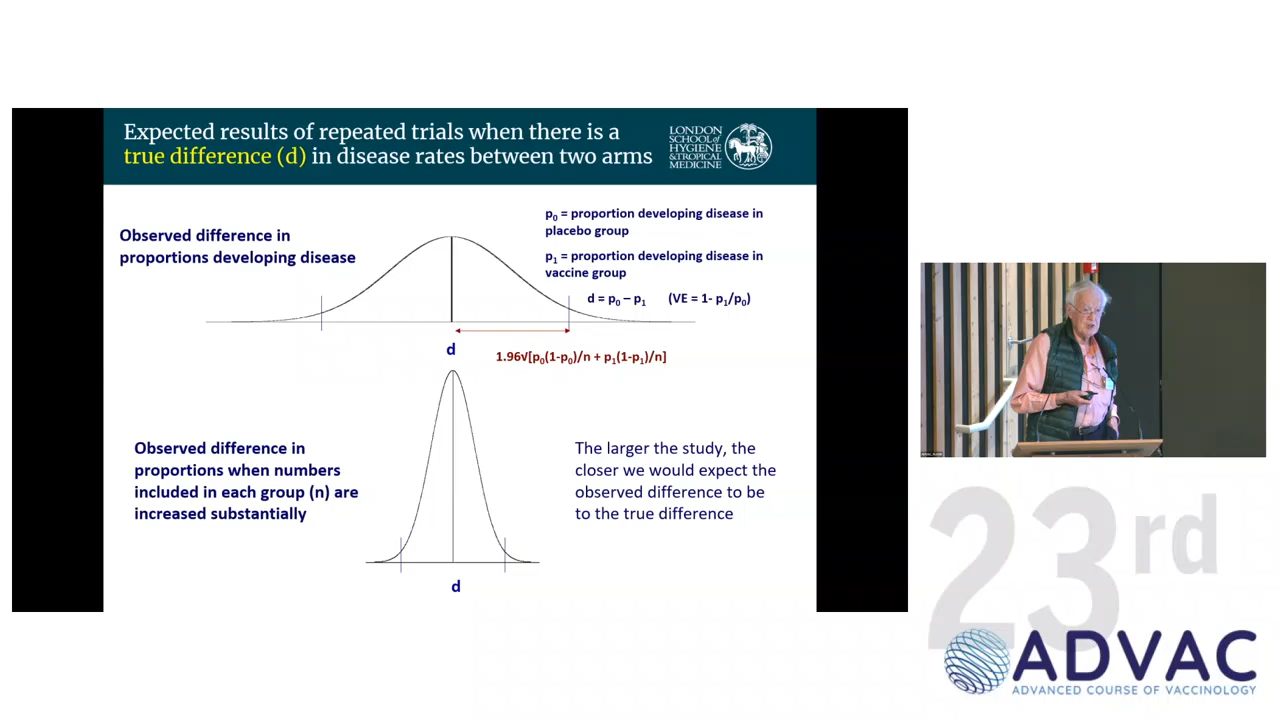 Expected results of repeated trials when there is a
true difference (d) in disease rates between two arms
LONDON
SCHOOL of
HYGIENE
& TROPICAL
MEDICINE
Observed difference in
proportions developing disease
p₀ = proportion developing disease in
placebo group
p₁ = proportion developing disease in
vaccine group
d = p₀ – p₁ (VE = 1- p₁/p₀)
d
1.96√[p₀(1-p₀)/n + p₁(1-p₁)/n]
Observed difference in
proportions when numbers
included in each group (n) are
increased substantially
The larger the study, the
closer we would expect the
observed difference to be
to the true difference
d
23rd
ADVAC
ADVANCED COURSE OF VACCINOLOGY